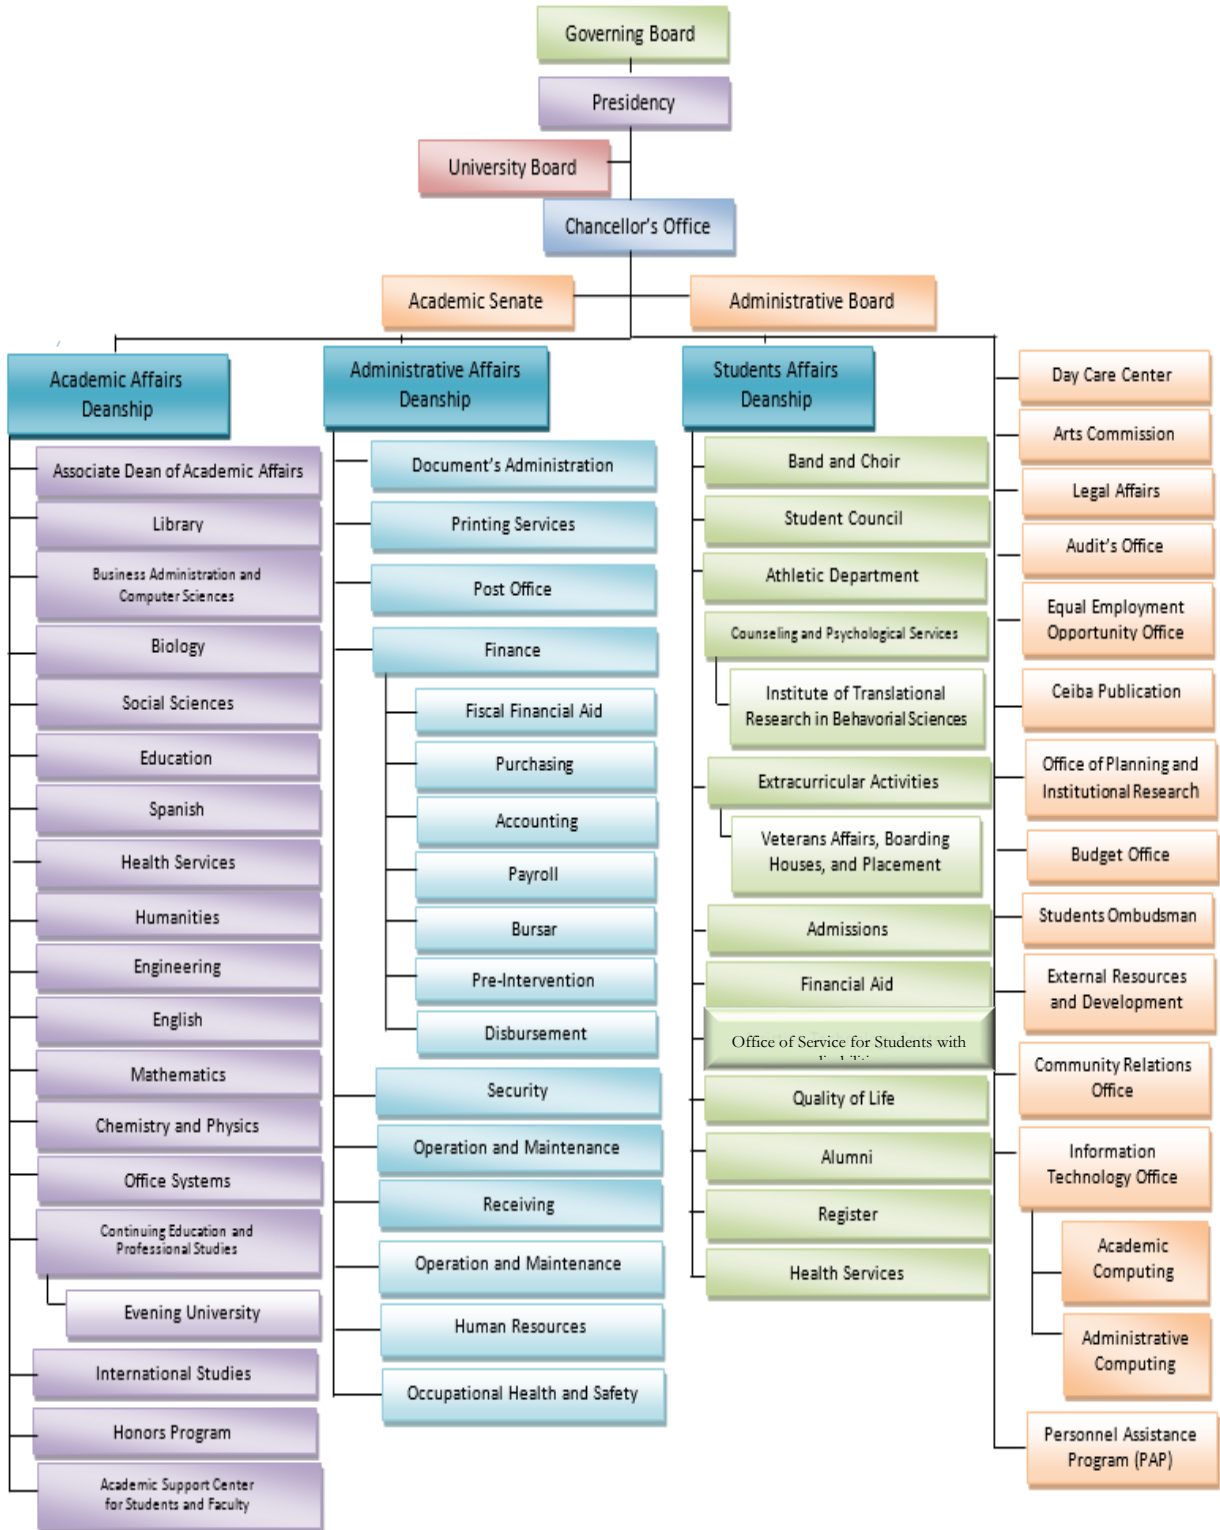 Governing Board
Presidency
University Board
Chancellor's Office
Academic Senate
Administrative Board
Academic Affairs
Deanship
Associate Dean of Academic Affairs
Library
Business Administration and
Computer Sciences
Biology
Social Sciences
Education
Spanish
Health Services
Humanities
Engineering
English
Mathematics
Chemistry and Physics
Office Systems
Continuing Education and
Professional Studies
Evening University
International Studies
Honors Program
Academic Support Center
for Students and Faculty
Administrative Affairs
Deanship
Document's Administration
Printing Services
Post Office
Finance
Fiscal Financial Aid
Purchasing
Accounting
Payroll
Bursar
Pre-Intervention
Disbursement
Security
Operation and Maintenance
Receiving
Operation and Maintenance
Human Resources
Occupational Health and Safety
Students Affairs
Deanship
Band and Choir
Student Council
Athletic Department
Counseling and Psychological Services
Institute of Translational
Research in Behavorial Sciences
Extracurricular Activities
Veterans Affairs, Boarding
Houses, and Placement
Admissions
Financial Aid
Office of Service for Students with
Quality of Life
Alumni
Register
Health Services
Day Care Center
Arts Commission
Legal Affairs
Audit's Office
Equal Employment
Opportunity Office
Ceiba Publication
Office of Planning and
Institutional Research
Budget Office
Students Ombudsman
External Resources
and Development
Community Relations
Office
Information
Technology Office
Academic
Computing
Administrative
Computing
Personnel Assistance
Program (PAP)